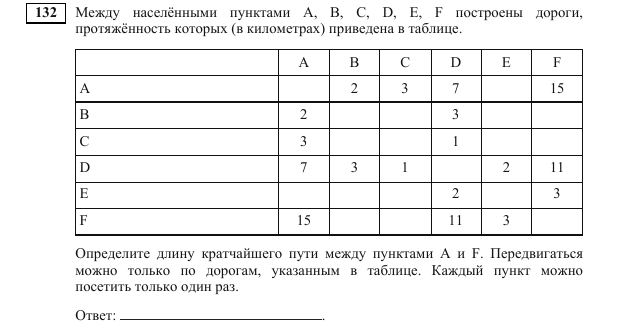 132 Между населёнными пунктами A, B, C, D, E, F построены дороги,
протяжённость которых (в километрах) приведена в таблице.
A B C D E F
A 2 3 7 15
B 2 3
C 3 1
D 7 3 1 2 11
E 2 3
F 15 11 3
Определите длину кратчайшего пути между пунктами A и F. Передвигаться
можно только по дорогам, указанным в таблице. Каждый пункт можно
посетить только один раз.
Ответ: ______________________.